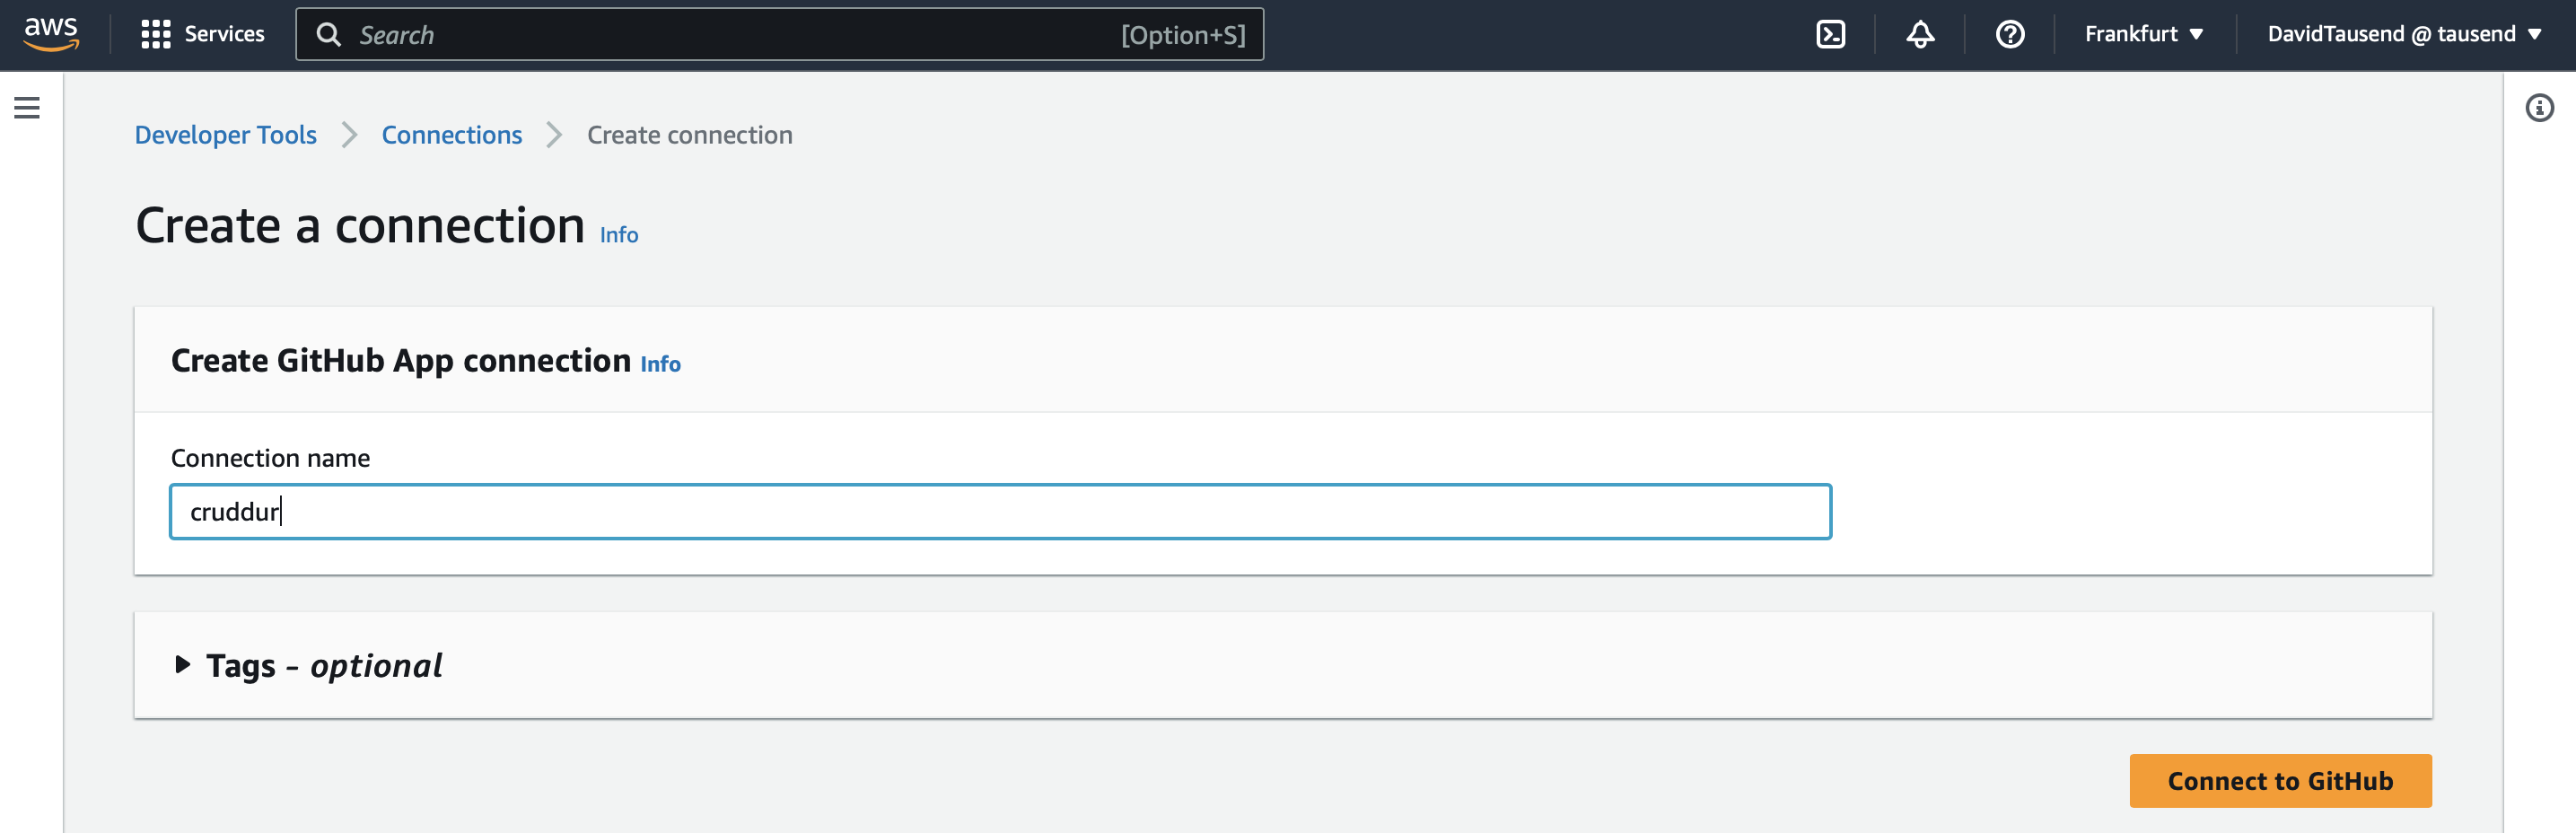 aws Services Search [Option+S] Frankfurt ▼ DavidTausend @ tausend ▼
Developer Tools > Connections > Create connection
Create a connection Info
Create GitHub App connection Info
Connection name
cruddur
Tags - optional
Connect to GitHub